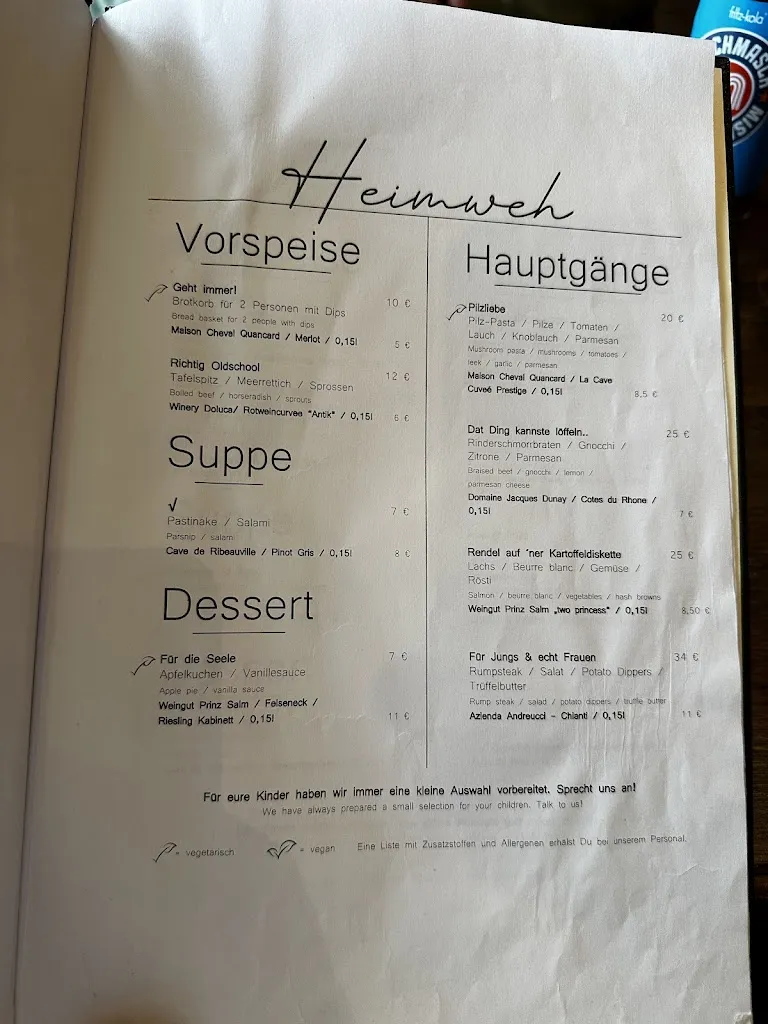 fritz-kola
Heimweh
Vorspeise
Geht immer!
Brotkorb für 2 Personen mit Dips 10 €
Bread basket for 2 people with dips
Maison Cheval Quancard / Merlot / 0,15l 5 €
Richtig Oldschool
Tafelspitz / Meerrettich / Sprossen 12 €
Boiled beef / horseradish / sprouts
Winery Doluca/ Rotweincurvee "Antik" / 0,15l 6 €
Suppe
√
Pastinake / Salami 7 €
Parsnip / salami
Cave de Ribeauville / Pinot Gris / 0,15l 8 €
Dessert
Für die Seele 7 €
Apfelkuchen / Vanillesauce
Apple pie / vanilla sauce
Weingut Prinz Salm / Felseneck /
Riesling Kabinett / 0,15l 11 €
Hauptgänge
Pilzliebe 20 €
Pilz-Pasta / Pilze / Tomaten /
Lauch / Knoblauch / Parmesan
Mushroom pasta / mushrooms / tomatoes /
leek / garlic / parmesan
Maison Cheval Quancard / La Cave
Cuveé Prestige / 0,15l 8,5 €
Dat Ding kannste löffeln.. 25 €
Rinderschmorrbraten / Gnocchi /
Zitrone / Parmesan
Braised beef / gnocchi / lemon /
parmesan cheese
Domaine Jacques Dunay / Cotes du Rhone /
0,15l 7 €
Rendel auf 'ner Kartoffeldiskette 25 €
Lachs / Beurre blanc / Gemüse /
Rösti
Salmon / beurre blanc / vegetables / hash browns
Weingut Prinz Salm „two princess" / 0,15l 8,50 €
Für Jungs & echt Frauen 34 €
Rumpsteak / Salat / Potato Dippers /
Trüffelbutter
Rump steak / salad / potato dippers / truffle butter
Azienda Andreucci - Chianti / 0,15l 11 €
Für eure Kinder haben wir immer eine kleine Auswahl vorbereitet. Sprecht uns an!
We have always prepared a small selection for your children. Talk to us!
= vegetarisch = vegan Eine Liste mit Zusatzstoffen und Allergenen erhälst Du bei unserem Personal.